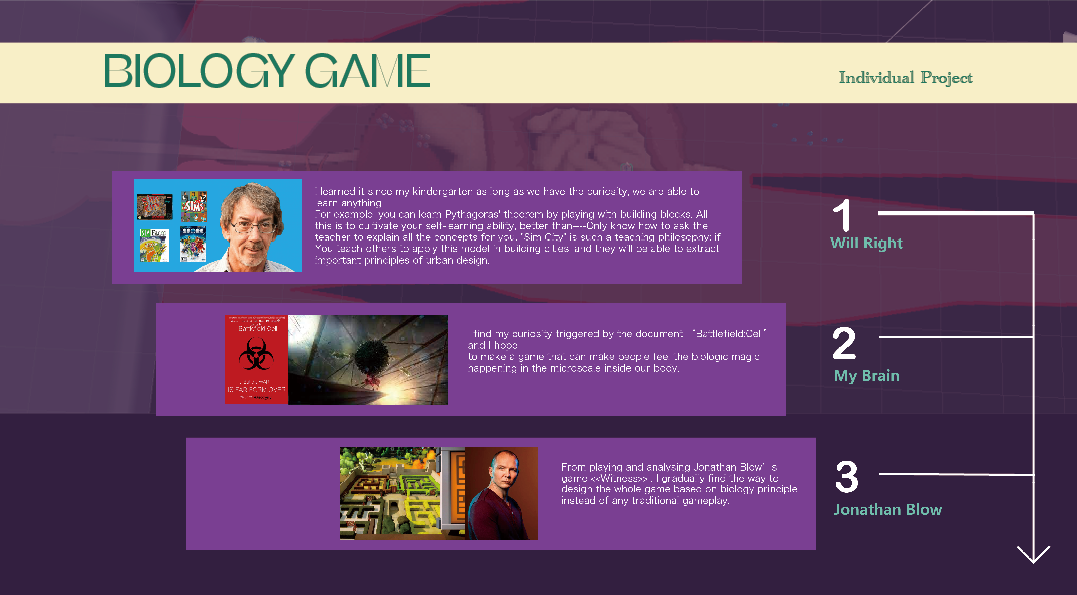 BIOLOGY GAME
Individual Project
I learned it since my kindergarten as long as we have the curiosity, we are able to
learn anything
For example, you can learn Pythagoras' theorem by playing with building blocks. All
this is to cultivate your self-learning ability, better than----Only know how to ask the
teacher to explain all the concepts for you. "Sim City" is such a teaching philosophy: if
You teach others to apply this model in building cities, and they will be able to extract
important principles of urban design.
1
Will Right
I find my curiosity triggered by the document "Battlefield:Cell"
and I hope
to make a game that can make people feel the biologic magic
happening in the microscale inside our body.
Battlefield Cell
IS FAR FORM OVER
2
My Brain
From playing and analysing Jonathan Blow' s
game <<Witness>> , I gradually find the way to
design the whole game based on biology principle
instead of any traditional gameplay.
3
Jonathan Blow